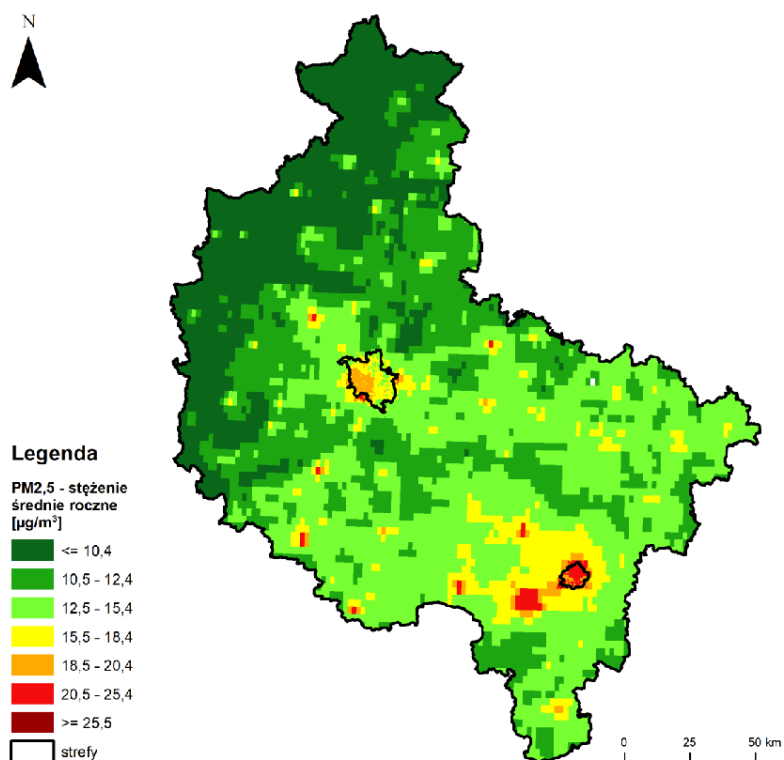 N
Legenda
PM2,5 - stężenie
średnie roczne
[µg/m³]
<= 10,4
10,5 - 12,4
12,5 - 15,4
15,5 - 18,4
18,5 - 20,4
20,5 - 25,4
>= 25,5
strefy
0 25 50 km